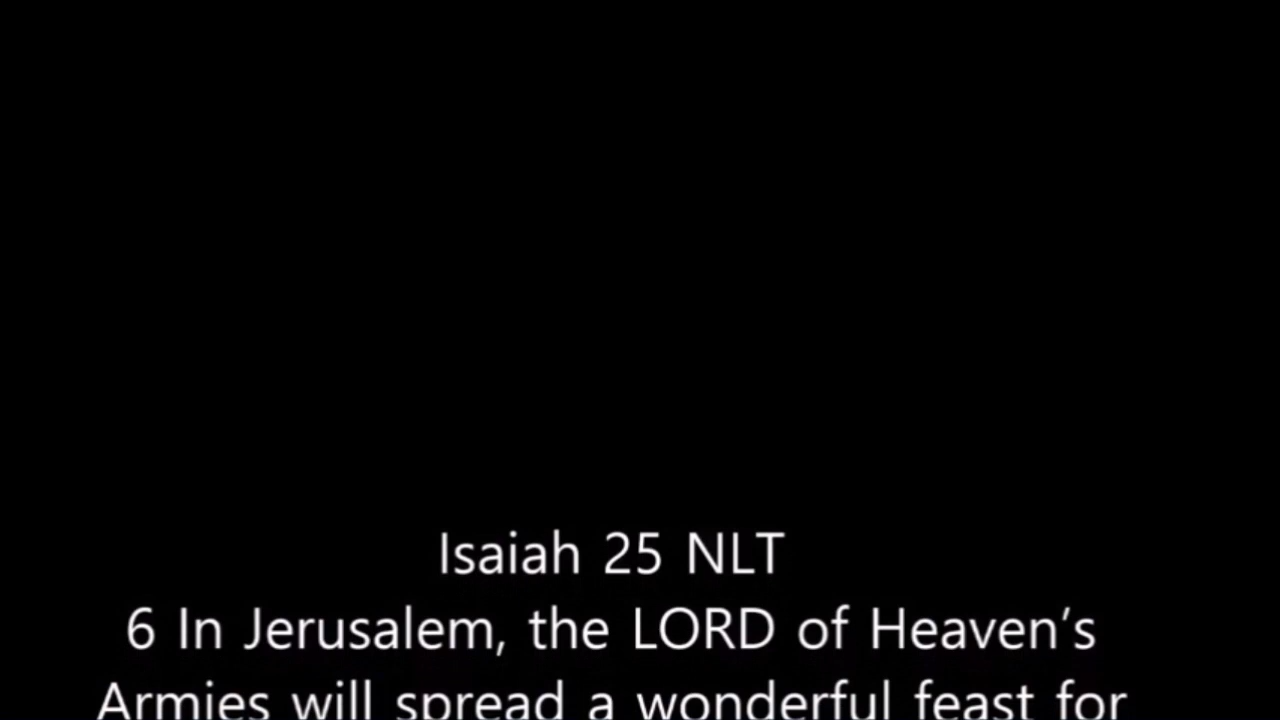 Isaiah 25 NLT
6 In Jerusalem, the LORD of Heaven’s
Armies will spread a wonderful feast for